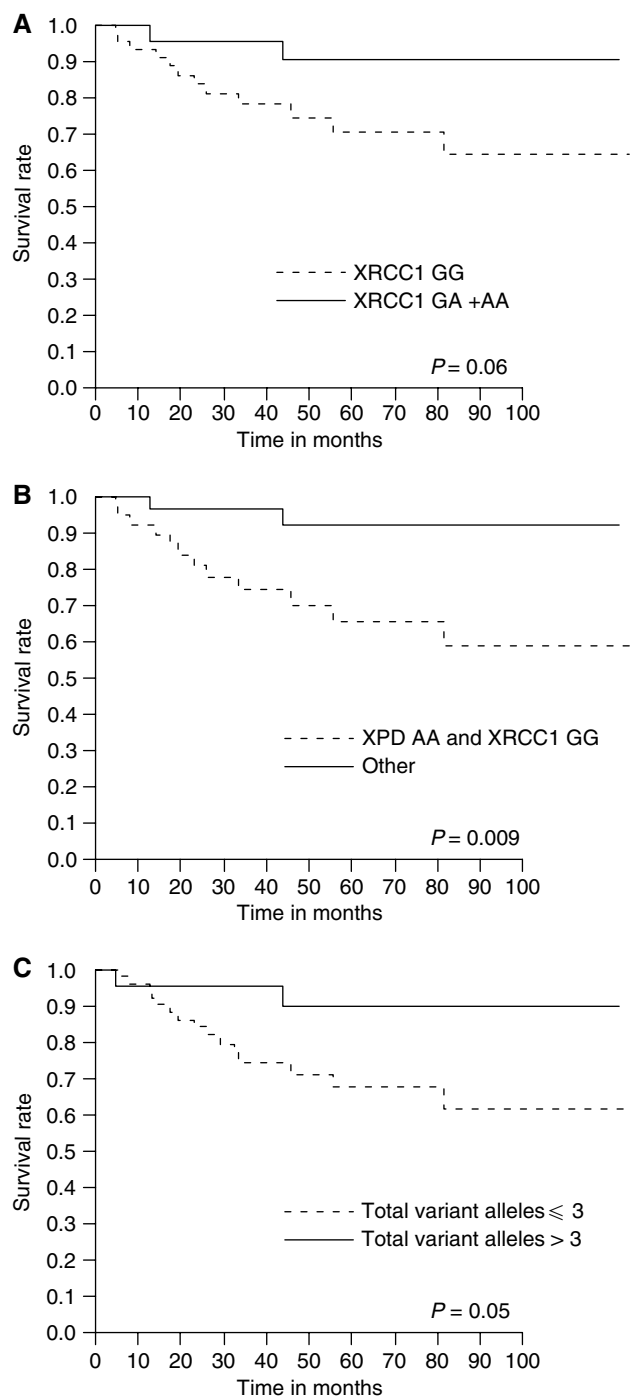 A
1.0
0.9
0.8
0.7
0.6
0.5
0.4
0.3
0.2
0.1
0.0
Survival rate
XRCC1 GG
XRCC1 GA +AA
P = 0.06
0 10 20 30 40 50 60 70 80 90 100
Time in months
B
1.0
0.9
0.8
0.7
0.6
0.5
0.4
0.3
0.2
0.1
0.0
Survival rate
XPD AA and XRCC1 GG
Other
P = 0.009
0 10 20 30 40 50 60 70 80 90 100
Time in months
C
1.0
0.9
0.8
0.7
0.6
0.5
0.4
0.3
0.2
0.1
0.0
Survival rate
Total variant alleles ⩽ 3
Total variant alleles > 3
P = 0.05
0 10 20 30 40 50 60 70 80 90 100
Time in months